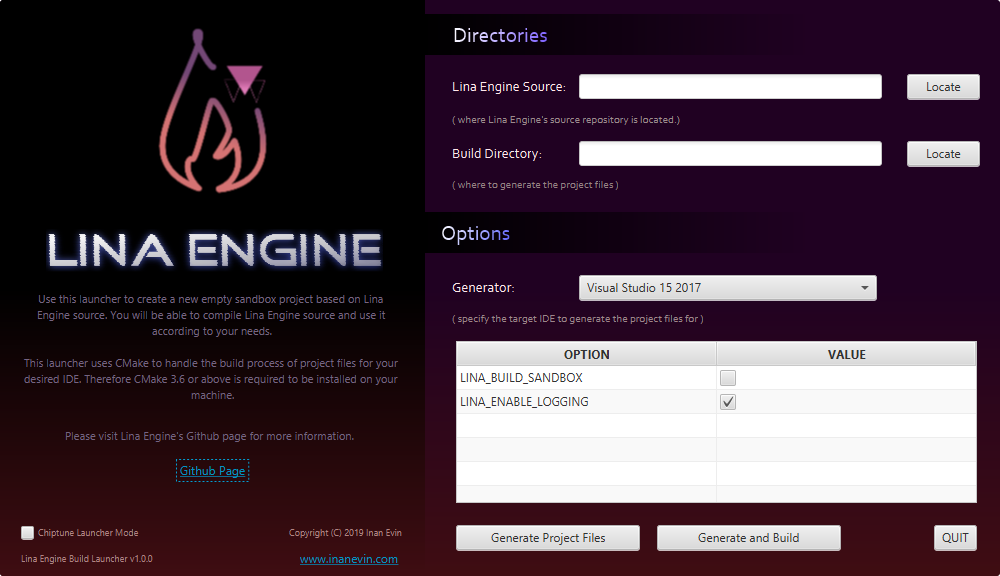 LINA ENGINE
Use this launcher to create a new empty sandbox project based on Lina
Engine source. You will be able to compile Lina Engine source and use it
according to your needs.
This launcher uses CMake to handle the build process of project files for your
desired IDE. Therefore CMake 3.6 or above is required to be installed on your
machine.
Please visit Lina Engine's Github page for more information.
Github Page
Chiptune Launcher Mode
Copyright (C) 2019 Inan Evin
Lina Engine Build Launcher v1.0.0
www.inanevin.com
Directories
Lina Engine Source:
Locate
( where Lina Engine's source repository is located.)
Build Directory:
Locate
( where to generate the project files )
Options
Generator:
Visual Studio 15 2017
( specify the target IDE to generate the project files for )
OPTION VALUE
LINA_BUILD_SANDBOX
LINA_ENABLE_LOGGING
Generate Project Files
Generate and Build
QUIT